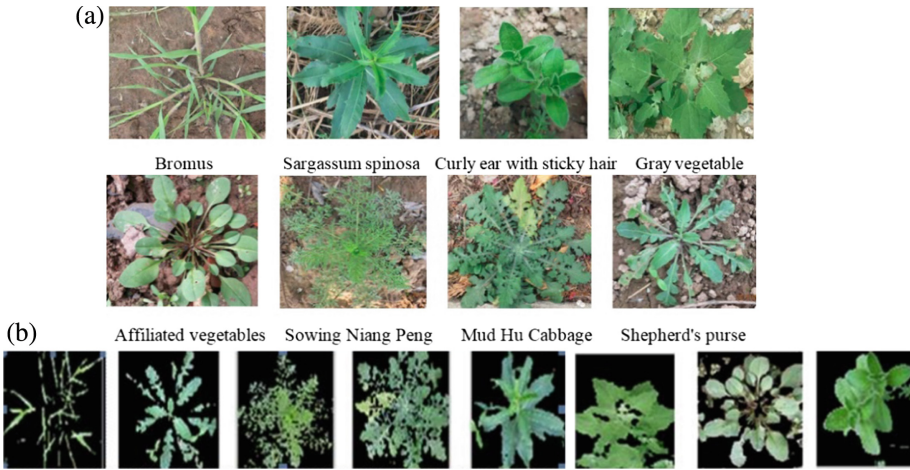 (a)
Bromus Sargassum spinosa Curly ear with sticky hair Gray vegetable
Affiliated vegetables Sowing Niang Peng Mud Hu Cabbage Shepherd's purse
(b)